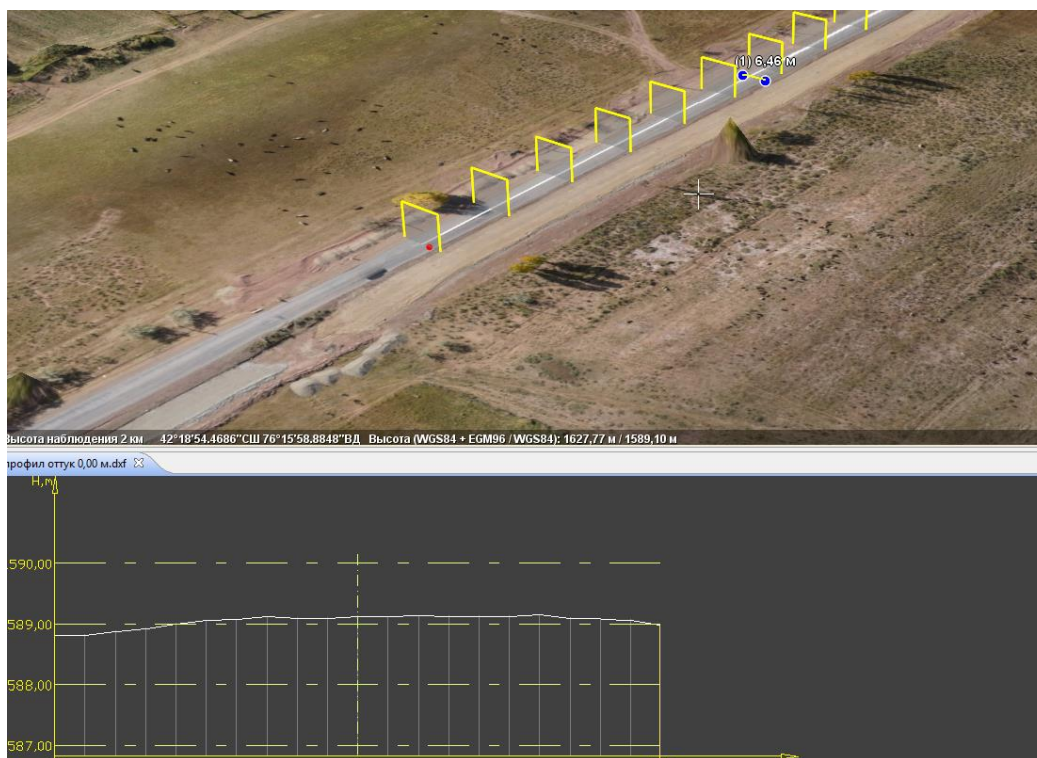 (1) 6,46 м
Высота наблюдения 2 км 42°18'54.4686"СШ 76°15'58.8848"ВД Высота (WGS84 + EGM96 / WGS84): 1627,77 м / 1589,10 м
профил оттук 0,00 м.dxf
H,m
1590,00
589,00
588,00
587,00